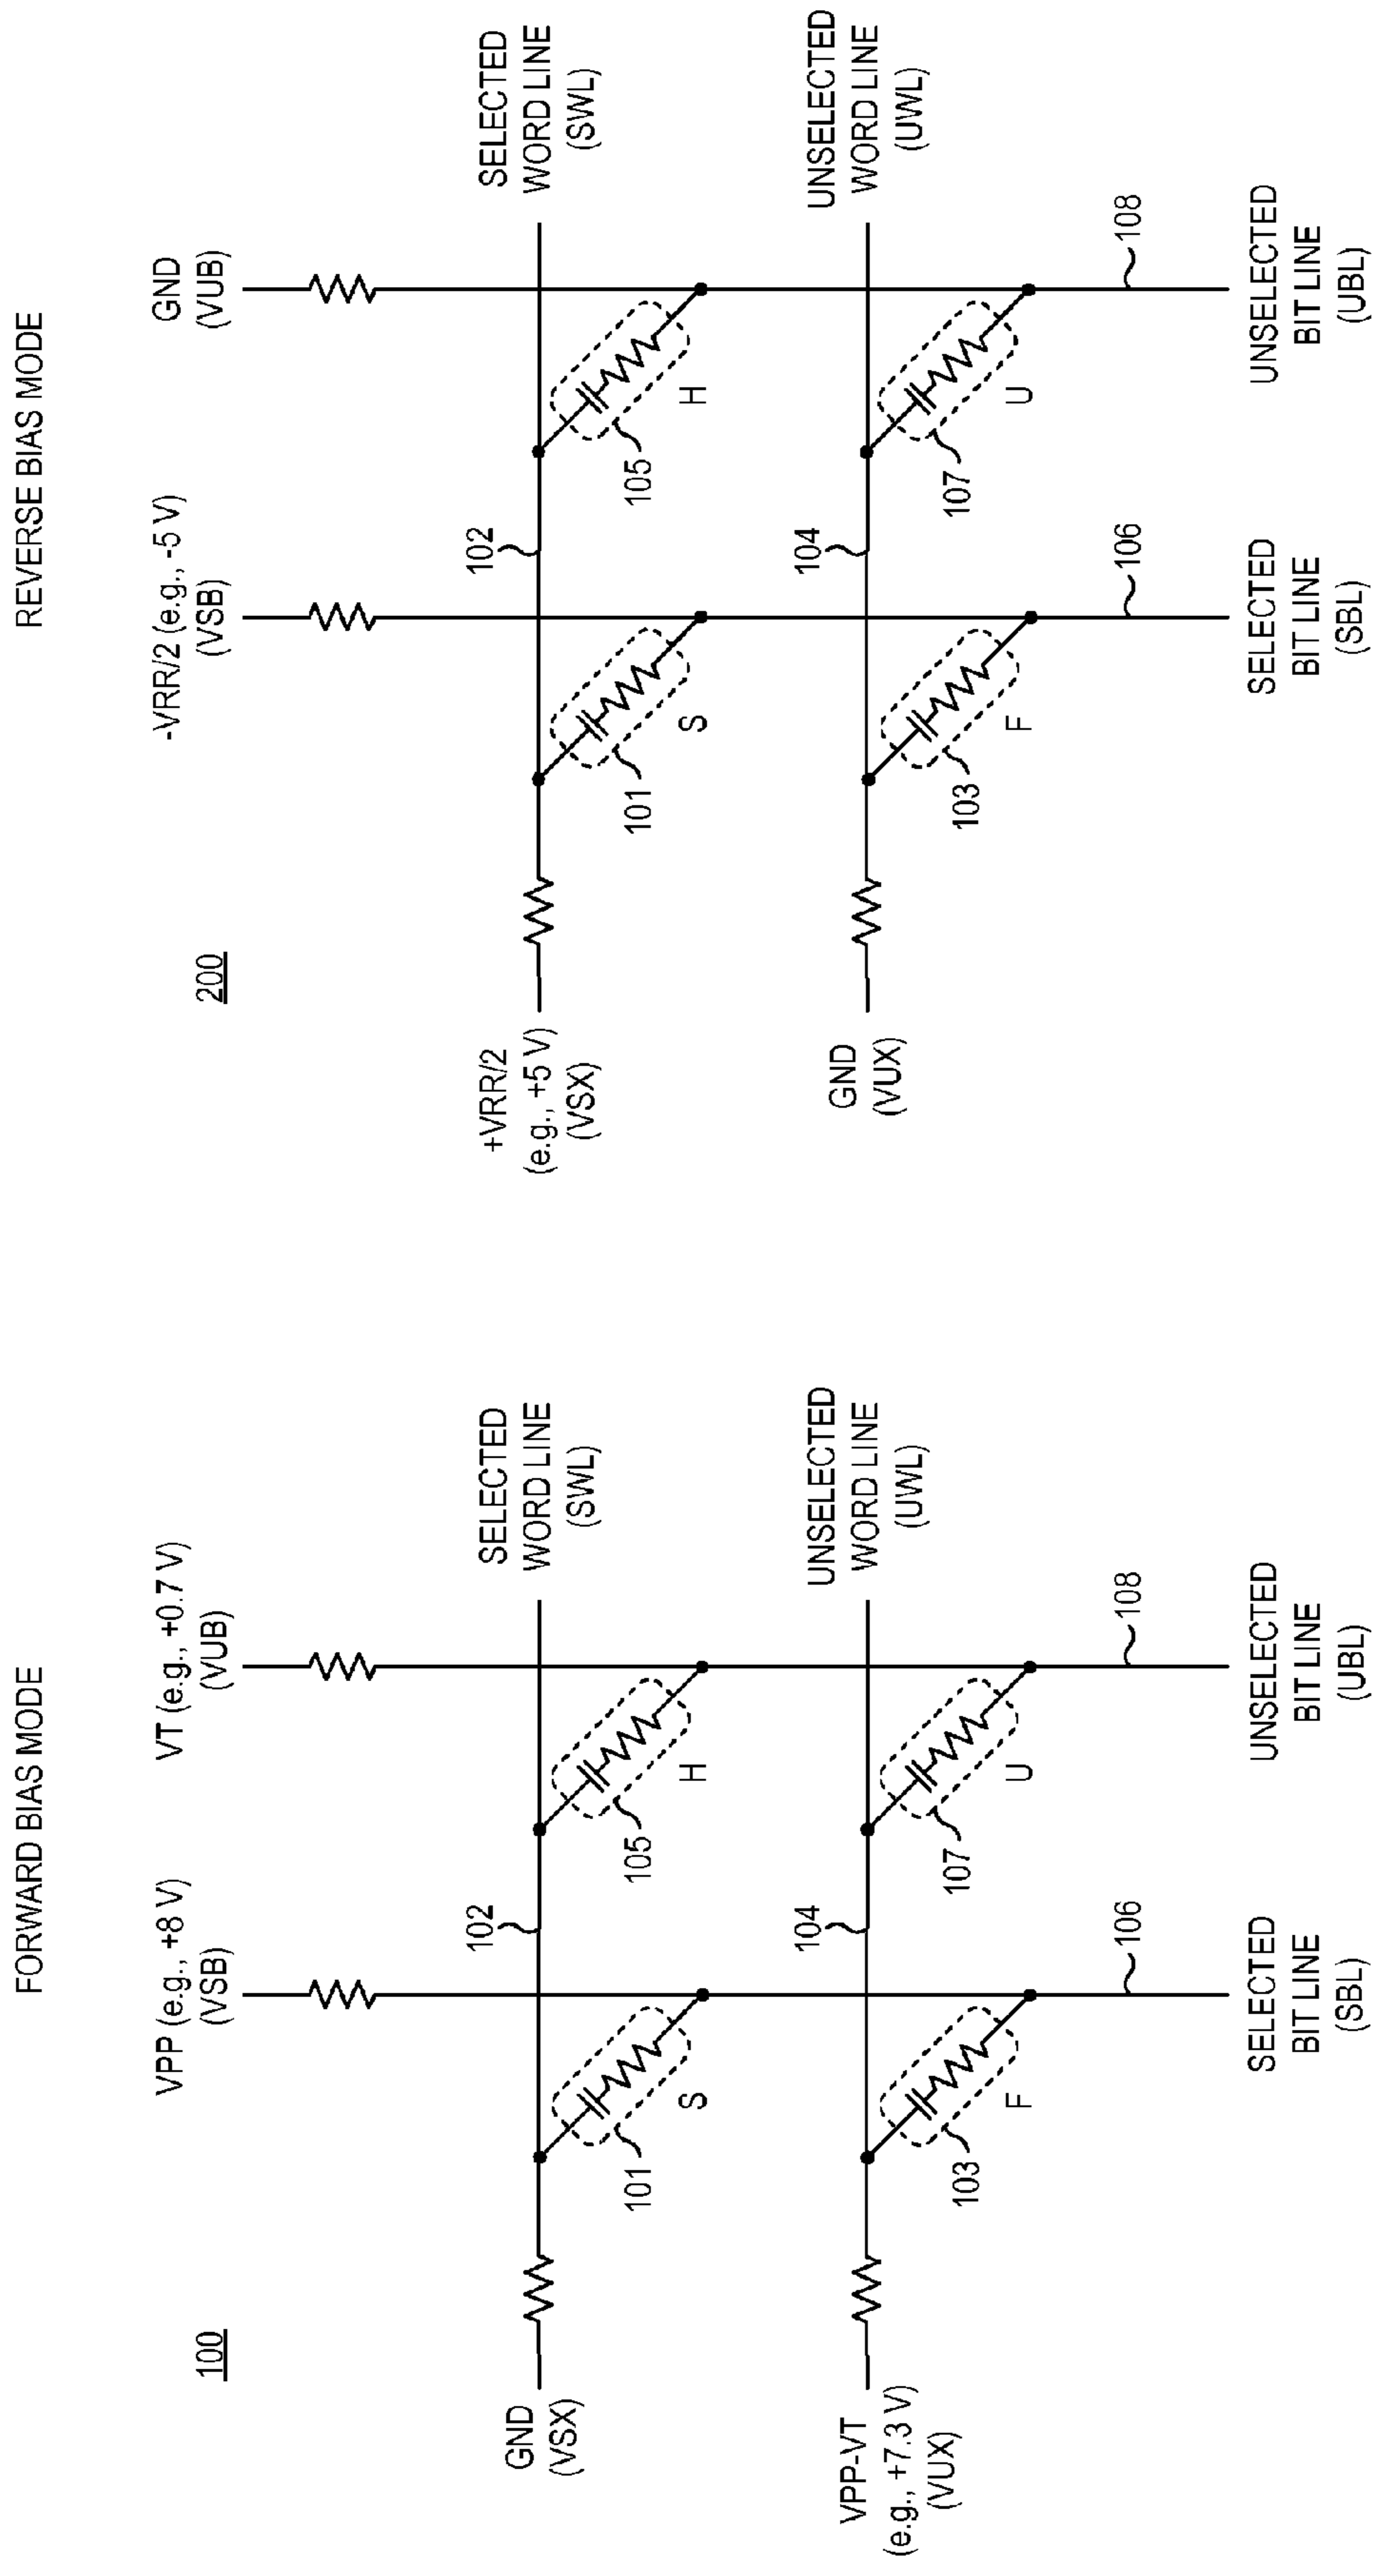 FORWARD BIAS MODE
100
VPP (e.g., +8 V)
(VSB)
VT (e.g., +0.7 V)
(VUB)
GND
(VSX)
102
SELECTED
WORD LINE
(SWL)
101
S
105
H
VPP-VT
(e.g., +7.3 V)
(VUX)
104
UNSELECTED
WORD LINE
(UWL)
103
F
107
U
106
108
SELECTED
BIT LINE
(SBL)
UNSELECTED
BIT LINE
(UBL)
REVERSE BIAS MODE
200
-VRR/2 (e.g., -5 V)
(VSB)
GND
(VUB)
+VRR/2
(e.g., +5 V)
(VSX)
102
SELECTED
WORD LINE
(SWL)
101
S
105
H
GND
(VUX)
104
UNSELECTED
WORD LINE
(UWL)
103
F
107
U
106
108
SELECTED
BIT LINE
(SBL)
UNSELECTED
BIT LINE
(UBL)